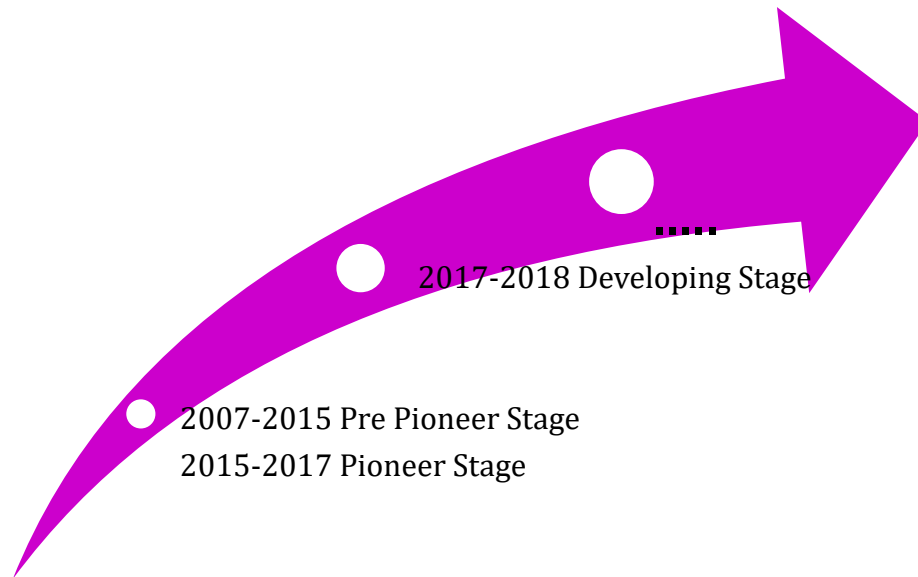 .....
2017-2018 Developing Stage
2007-2015 Pre Pioneer Stage
2015-2017 Pioneer Stage